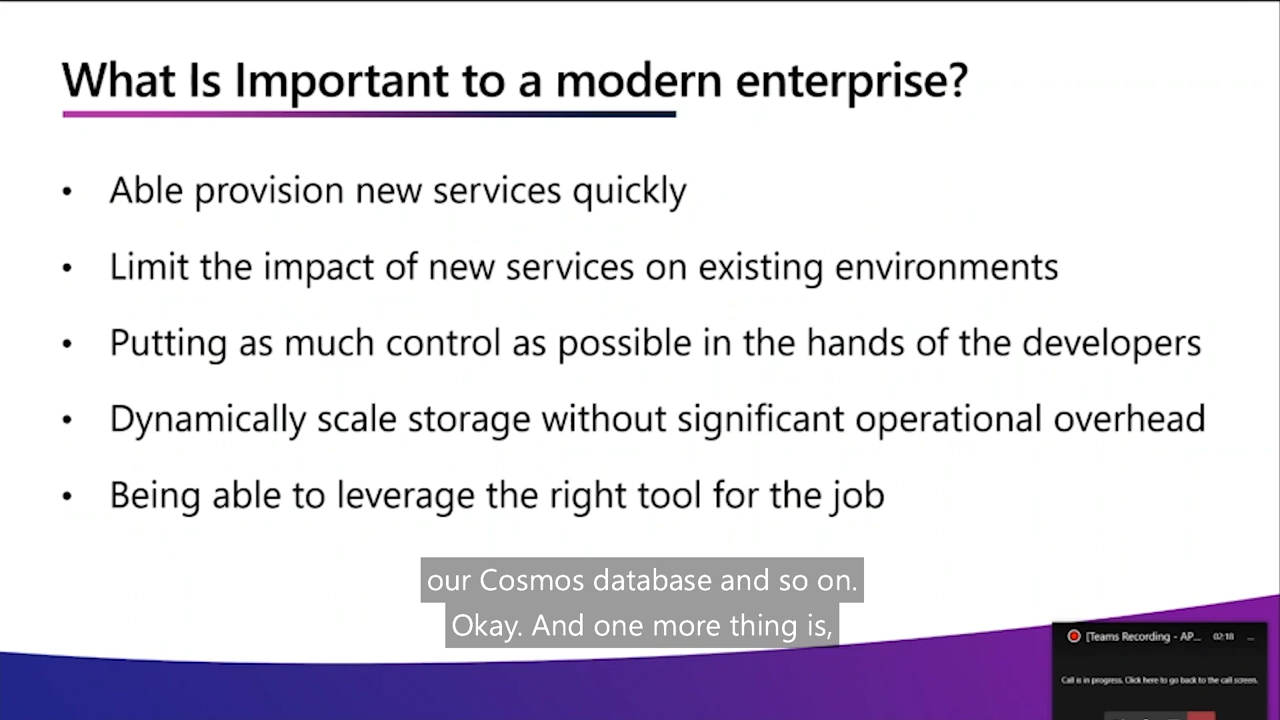 What Is Important to a modern enterprise?
• Able provision new services quickly
• Limit the impact of new services on existing environments
• Putting as much control as possible in the hands of the developers
• Dynamically scale storage without significant operational overhead
• Being able to leverage the right tool for the job
our Cosmos database and so on.
Okay. And one more thing is,
[Teams Recording - AP... 02:18 ...
Call is in progress. Click here to go back to the call screen.